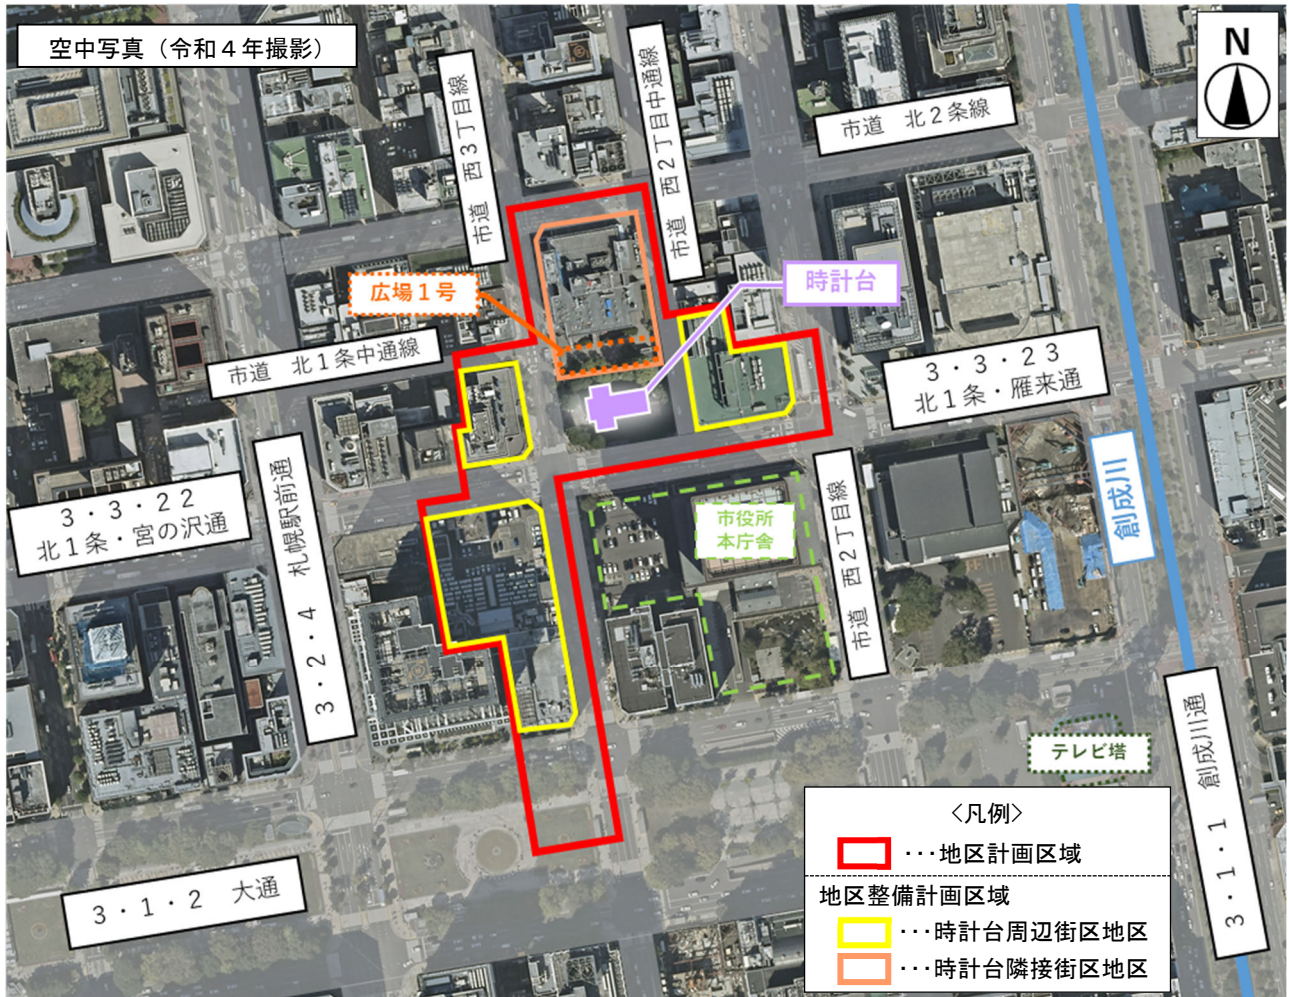 空中写真（令和４年撮影）
N
市道　西３丁目線
市道　西２丁目中通線
市道　北２条線
広場１号
時計台
市道　北１条中通線
３・３・２３
北１条・雁来通
３・３・２２
北１条・宮の沢通
３・２・４　札幌駅前通
市役所
本庁舎
市道　西２丁目線
創成川
テレビ塔
３・１・１　創成川通
３・１・２　大通
〈凡例〉
・・・地区計画区域
地区整備計画区域
・・・時計台周辺街区地区
・・・時計台隣接街区地区